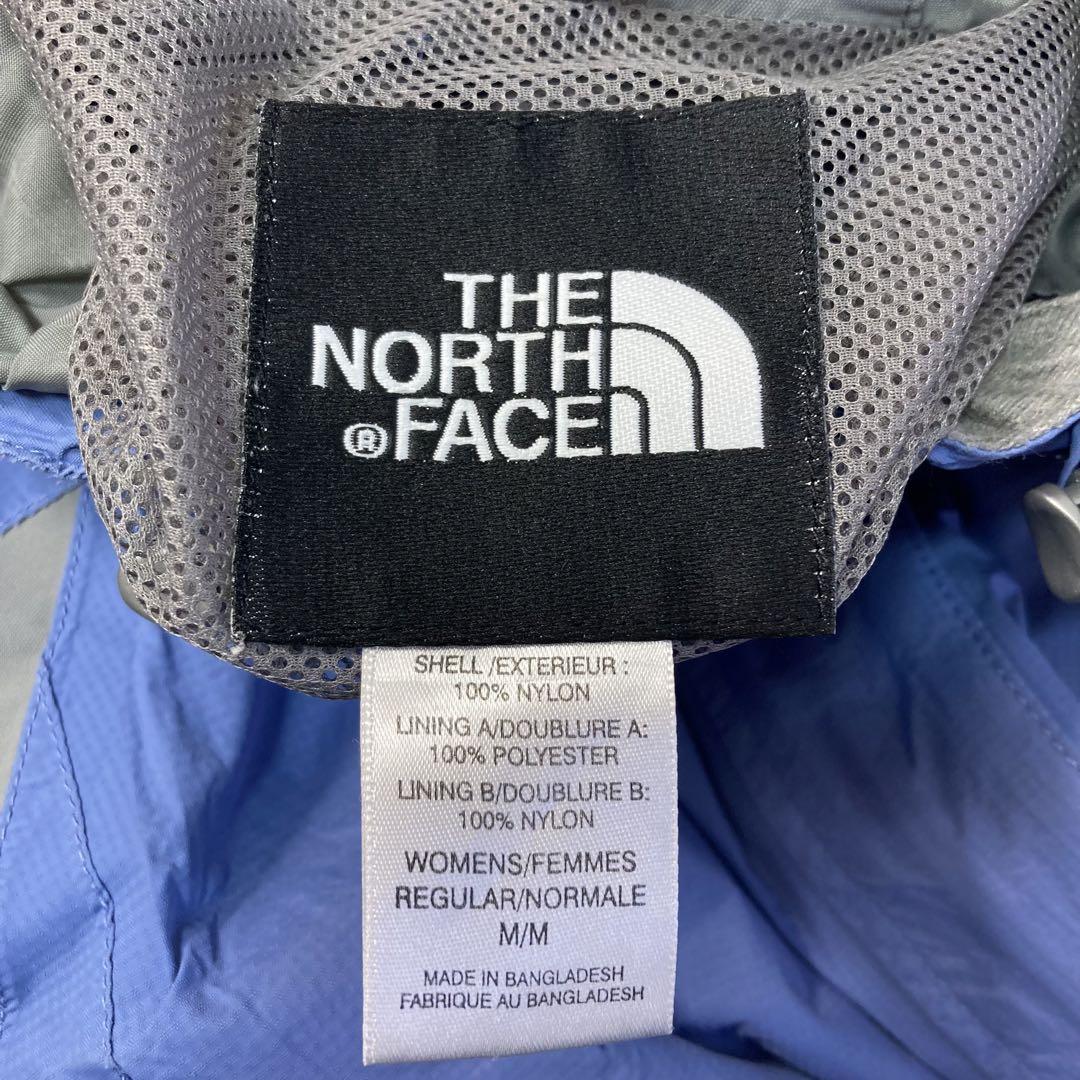 THE
NORTH
® FACE
SHELL /EXTERIEUR :
100% NYLON
LINING A/DOUBLURE A:
100% POLYESTER
LINING B/DOUBLURE B:
100% NYLON
WOMENS/FEMMES
REGULAR/NORMALE
M/M
MADE IN BANGLADESH
FABRIQUE AU BANGLADESH